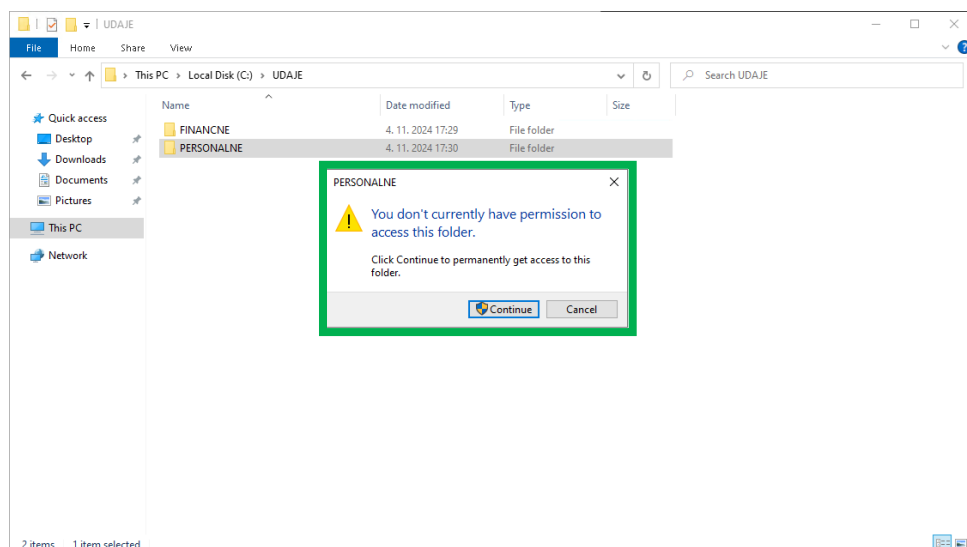 UDAJE
File Home Share View
This PC > Local Disk (C:) > UDAJE
Search UDAJE
Name Date modified Type Size
Quick access
Desktop
Downloads
Documents
Pictures
This PC
Network
FINANCNE 4. 11. 2024 17:29 File folder
PERSONALNE 4. 11. 2024 17:30 File folder
PERSONALNE
You don't currently have permission to
access this folder.
Click Continue to permanently get access to this
folder.
Continue Cancel
2 items 1 item selected